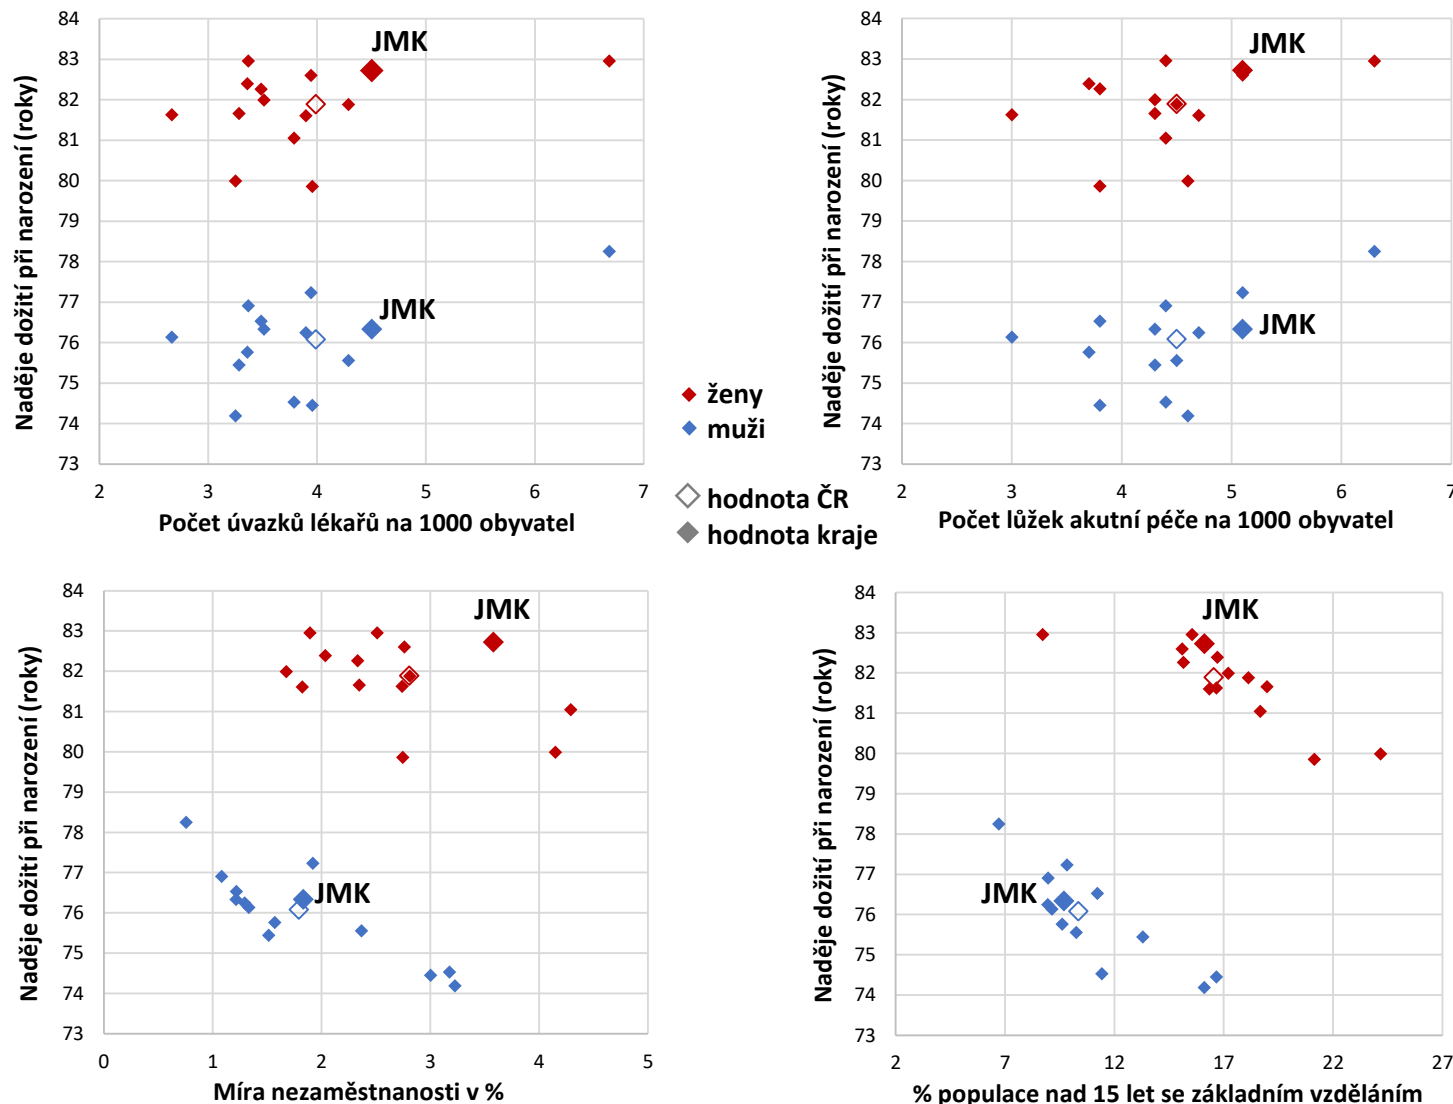 84
83
82
81
80
79
78
77
76
75
74
73
2 3 4 5 6 7
Naděje dožití při narození (roky)
Počet úvazků lékařů na 1000 obyvatel
JMK
JMK
84
83
82
81
80
79
78
77
76
75
74
73
2 3 4 5 6 7
Naděje dožití při narození (roky)
Počet lůžek akutní péče na 1000 obyvatel
JMK
JMK
ženy
muži
hodnota ČR
hodnota kraje
84
83
82
81
80
79
78
77
76
75
74
73
0 1 2 3 4 5
Naděje dožití při narození (roky)
Míra nezaměstnanosti v %
JMK
JMK
84
83
82
81
80
79
78
77
76
75
74
73
2 7 12 17 22 27
Naděje dožití při narození (roky)
% populace nad 15 let se základním vzděláním
JMK
JMK